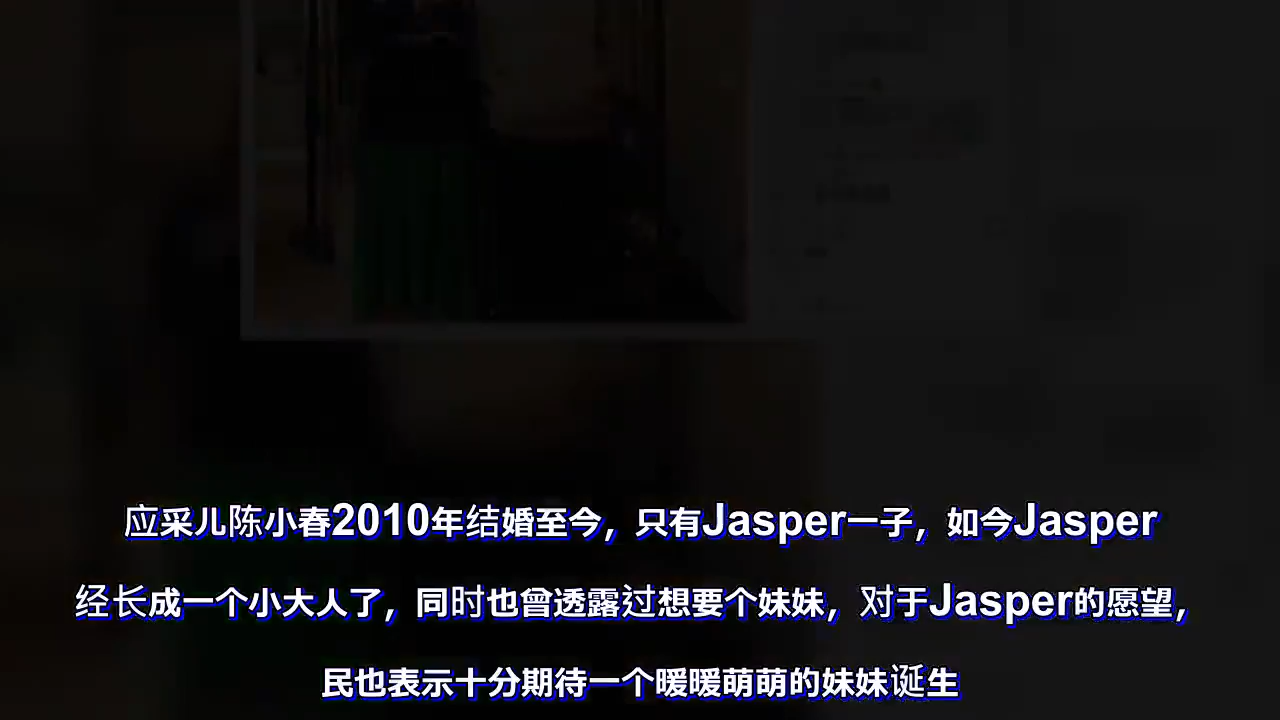 应采儿陈小春2010年结婚至今，只有Jasper一子，如今Jasper
经长成一个小大人了，同时也曾透露过想要个妹妹，对于Jasper的愿望，
民也表示十分期待一个暖暖萌萌的妹妹诞生